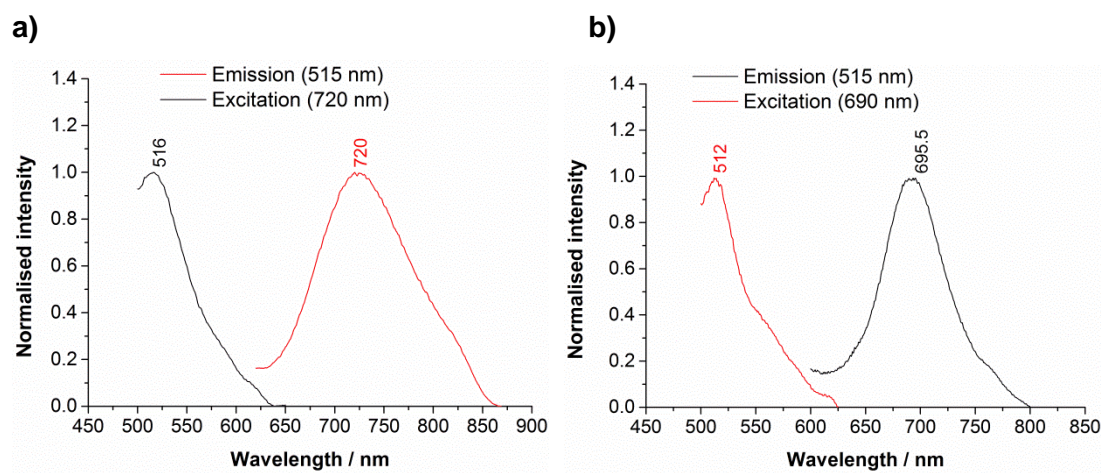 a)
Emission (515 nm)
Excitation (720 nm)
516
720
Normalised intensity
1.4
1.2
1.0
0.8
0.6
0.4
0.2
0.0
450 500 550 600 650 700 750 800 850 900
Wavelength / nm
b)
Emission (515 nm)
Excitation (690 nm)
512
695.5
Normalised intensity
1.4
1.2
1.0
0.8
0.6
0.4
0.2
0.0
450 500 550 600 650 700 750 800 850
Wavelength / nm